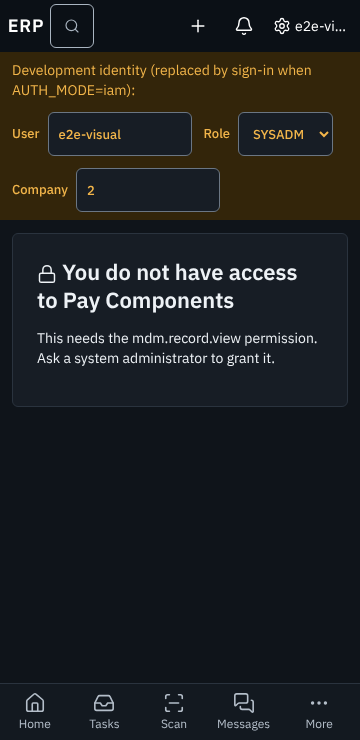 ERP
e2e-vi...
Development identity (replaced by sign-in when
AUTH_MODE=iam):
User e2e-visual Role SYSADM
Company 2
You do not have access
to Pay Components
This needs the mdm.record.view permission.
Ask a system administrator to grant it.
Home Tasks Scan Messages More